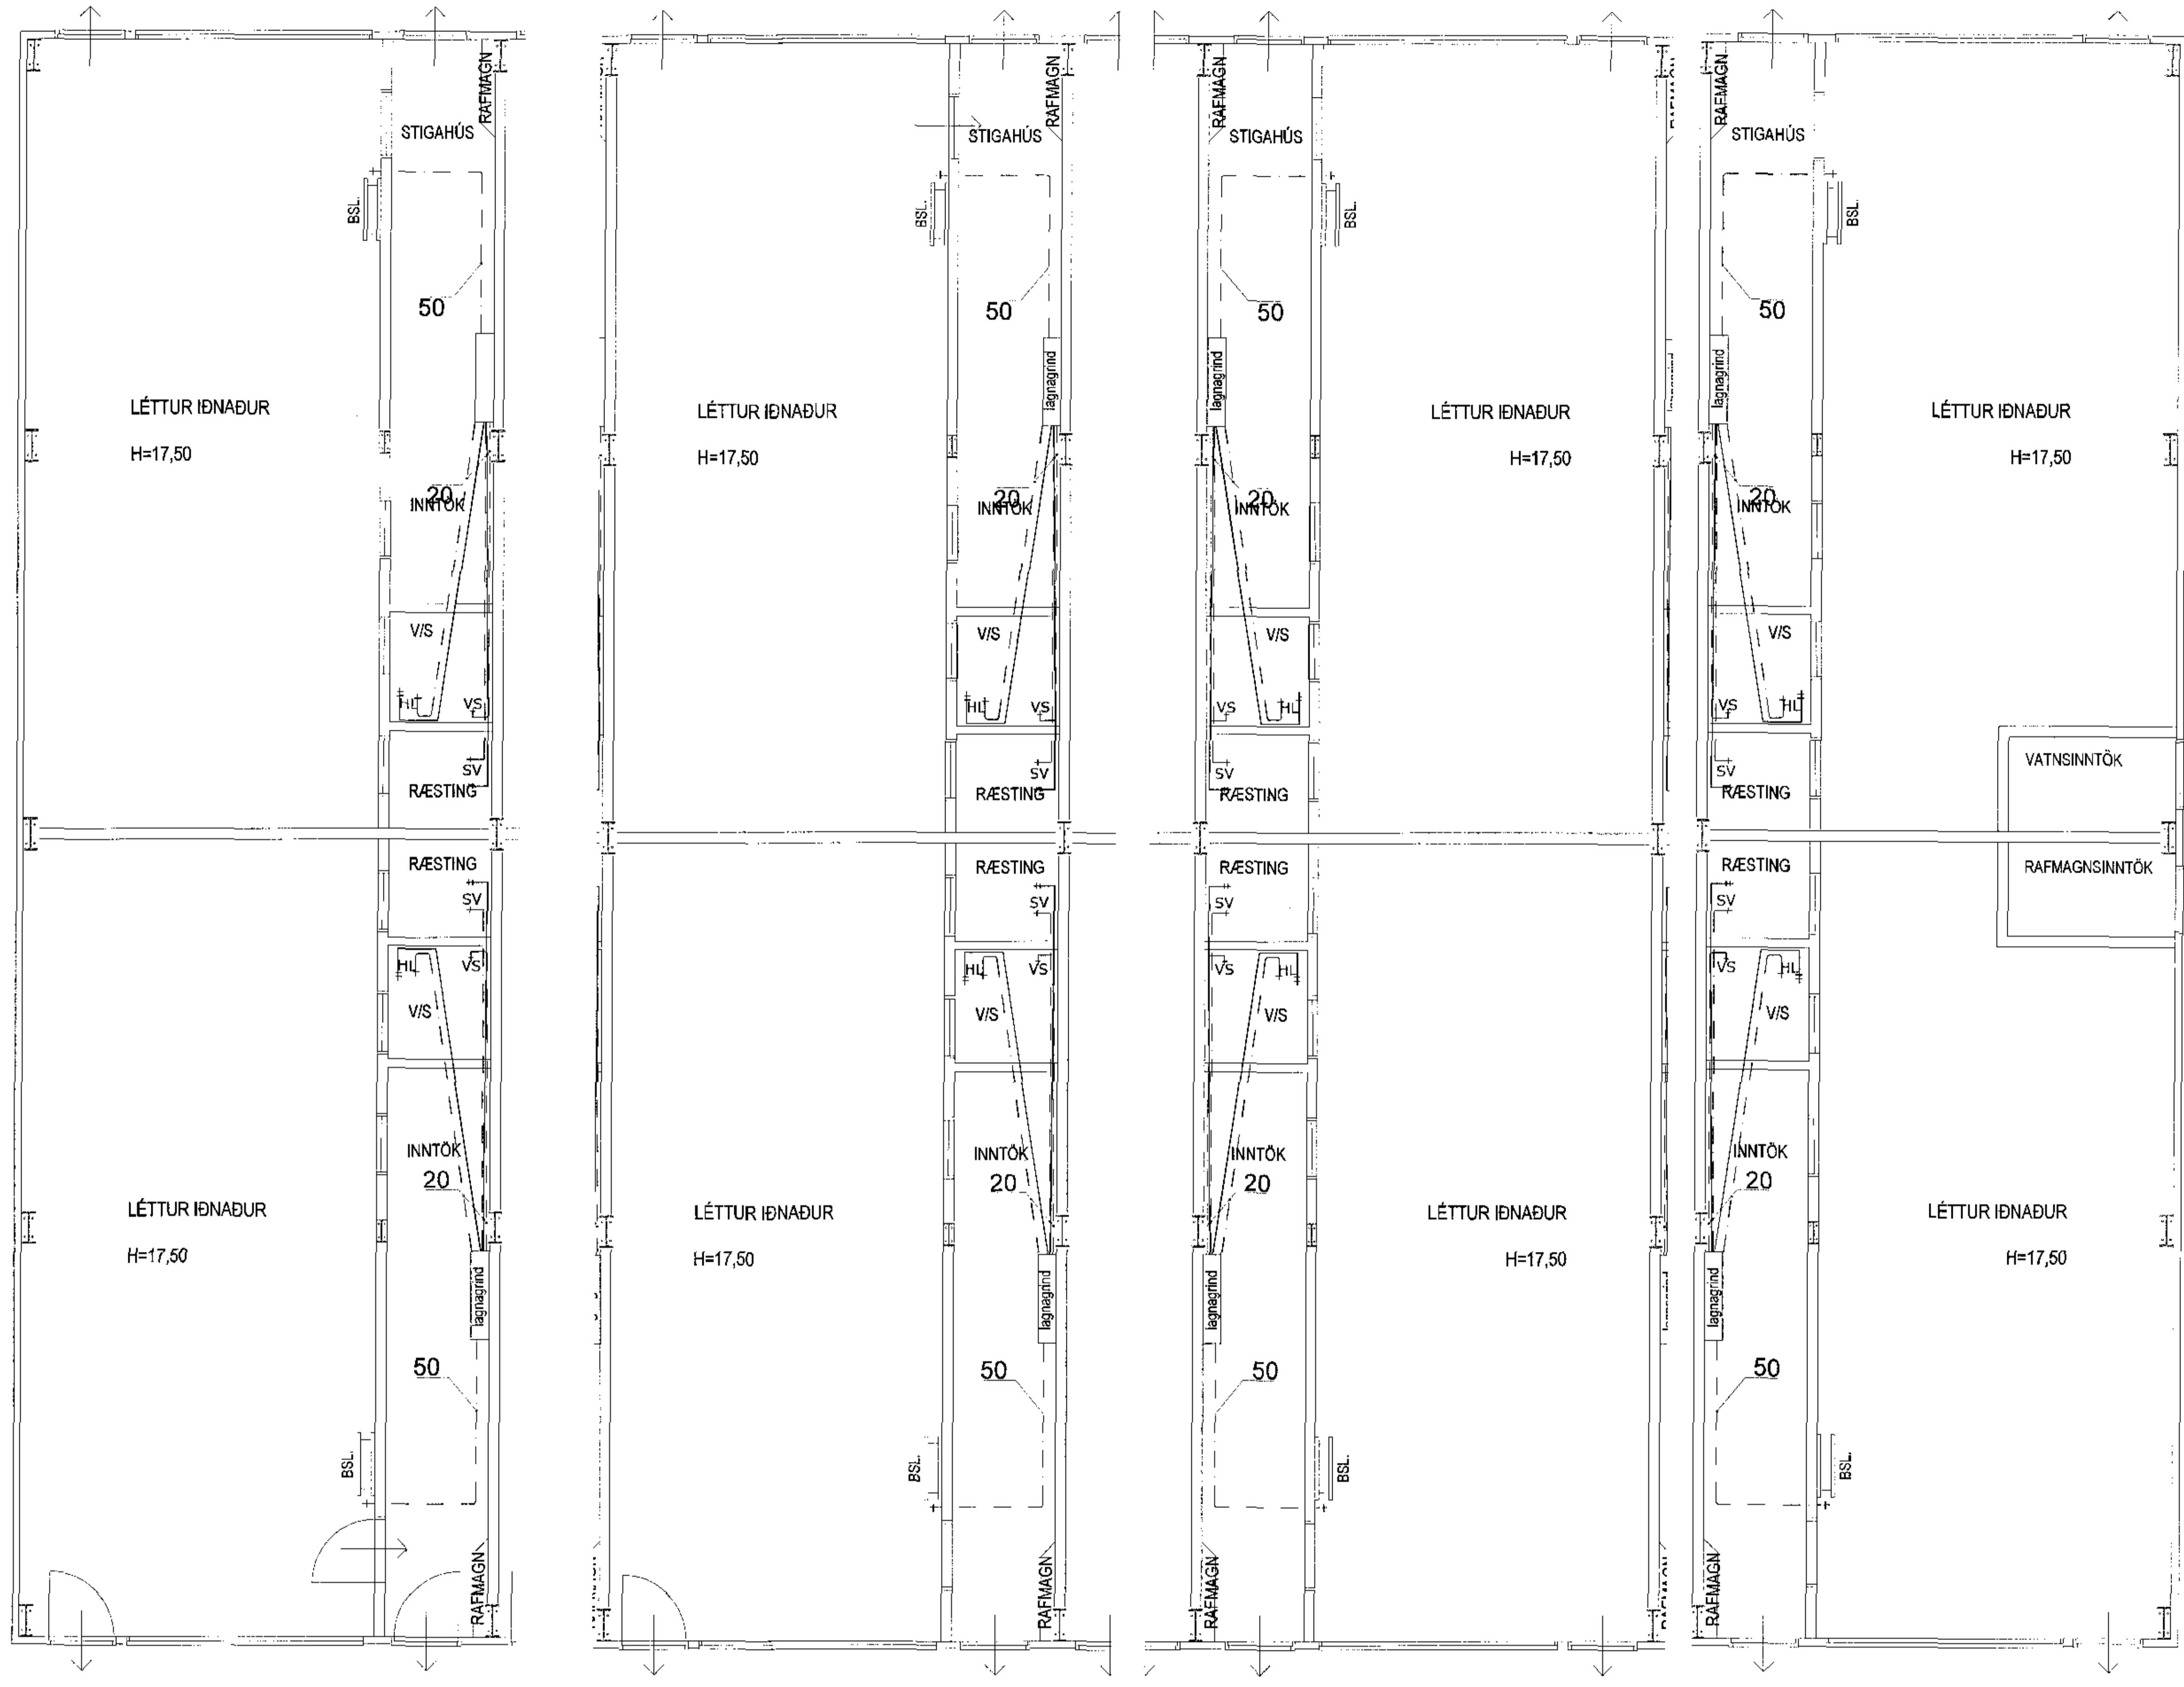 RAFMAGN
STIGAHÚS
BSL.
50
LÉTTUR IÐNAÐUR
H=17,50
20
INNTÖK
V/S
HL
VS
SV
RÆSTING
RÆSTING
SV
HL
VS
V/S
INNTÖK
20
LÉTTUR IÐNAÐUR
H=17,50
lagnagrind
50
BSL.
RAFMAGN
RAFMAGN
STIGAHÚS
BSL.
50
lagnagrind
LÉTTUR IÐNAÐUR
H=17,50
20
INNTÖK
V/S
HL
VS
SV
RÆSTING
RÆSTING
SV
HL
VS
V/S
INNTÖK
20
LÉTTUR IÐNAÐUR
H=17,50
lagnagrind
50
BSL.
RAFMAGN
RAFMAGN
STIGAHÚS
BSL.
50
lagnagrind
LÉTTUR IÐNAÐUR
H=17,50
20
INNTÖK
V/S
VS
HL
SV
RÆSTING
RÆSTING
SV
VS
HL
V/S
INNTÖK
20
LÉTTUR IÐNAÐUR
H=17,50
lagnagrind
50
BSL.
RAFMAGN
RAFMAGN
STIGAHÚS
BSL.
50
lagnagrind
LÉTTUR IÐNAÐUR
H=17,50
20
INNTÖK
V/S
VS
HL
SV
RÆSTING
VATNSINNTÖK
RÆSTING
RAFMAGNSINNTÖK
SV
VS
HL
V/S
INNTÖK
20
LÉTTUR IÐNAÐUR
H=17,50
lagnagrind
50
BSL.
RAFMAGN